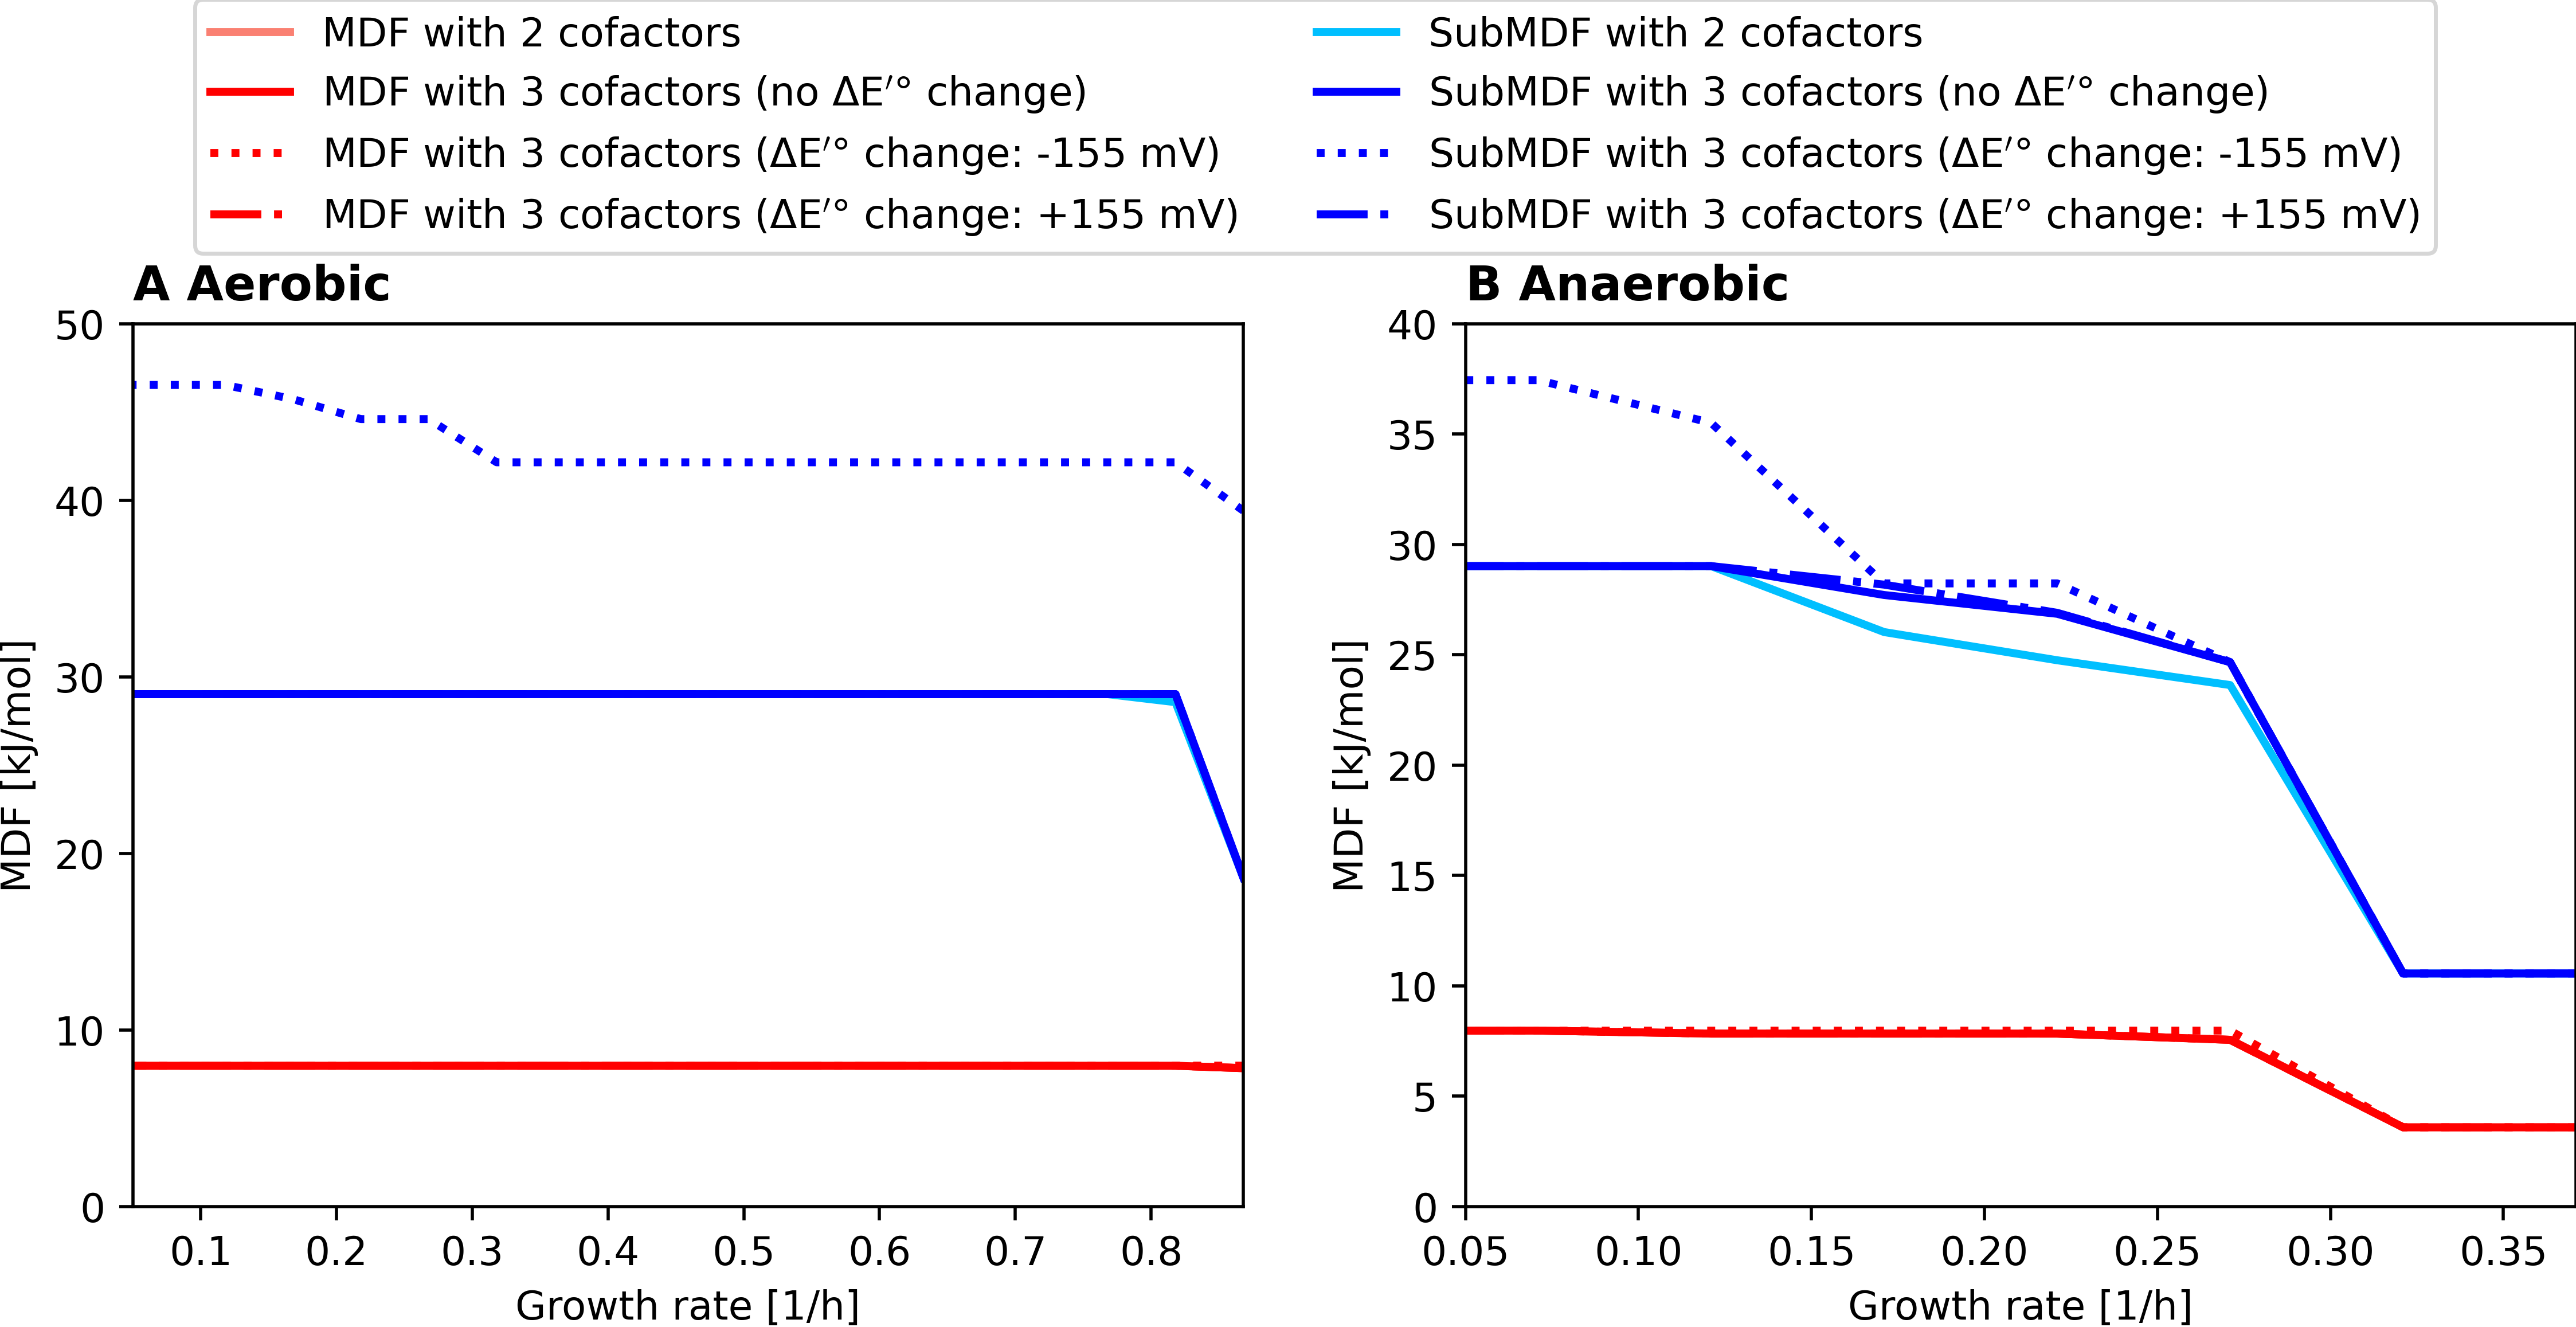 MDF with 2 cofactors
MDF with 3 cofactors (no ΔE′° change)
MDF with 3 cofactors (ΔE′° change: -155 mV)
MDF with 3 cofactors (ΔE′° change: +155 mV)
SubMDF with 2 cofactors
SubMDF with 3 cofactors (no ΔE′° change)
SubMDF with 3 cofactors (ΔE′° change: -155 mV)
SubMDF with 3 cofactors (ΔE′° change: +155 mV)
A Aerobic
50
40
30
20
10
0
MDF [kJ/mol]
0.1 0.2 0.3 0.4 0.5 0.6 0.7 0.8
Growth rate [1/h]
B Anaerobic
40
35
30
25
20
15
10
5
0
MDF [kJ/mol]
0.05 0.10 0.15 0.20 0.25 0.30 0.35
Growth rate [1/h]